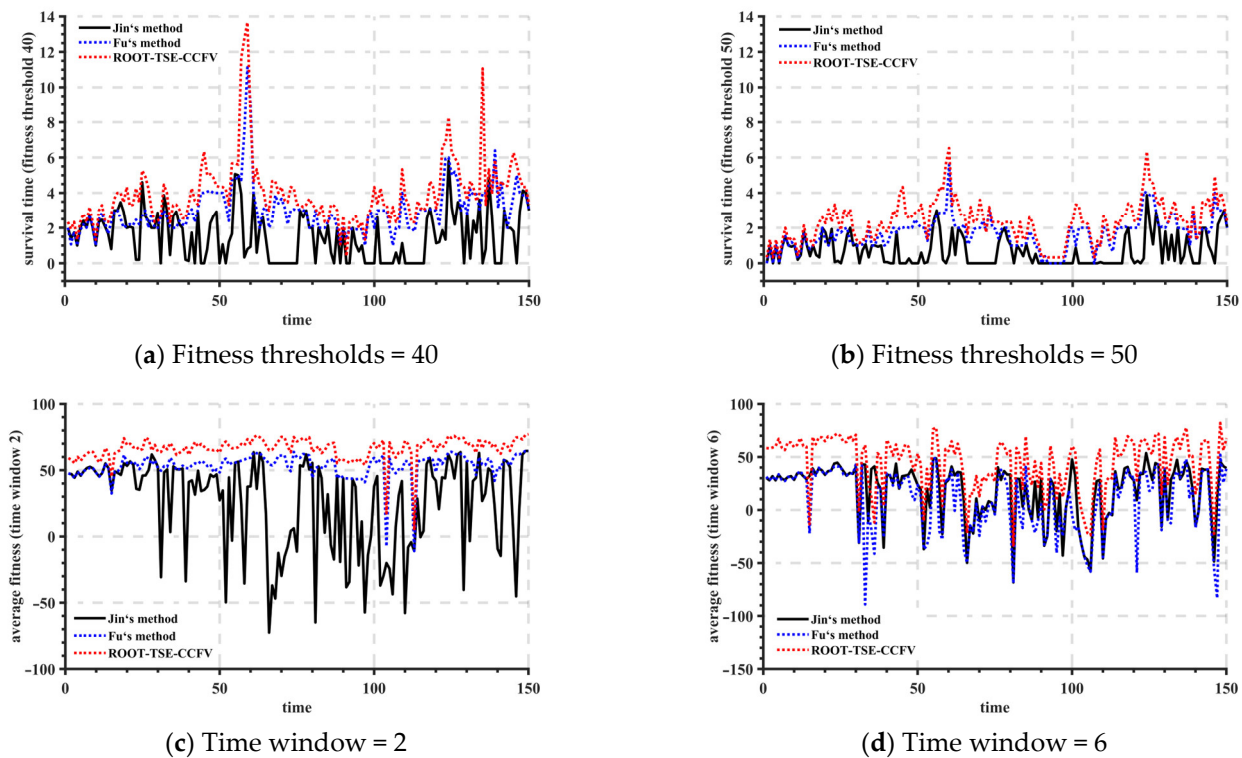 14
12
10
8
6
4
2
0
survival time (fitness threshold 40)
Jin's method
Fu's method
ROOT-TSE-CCFV
0 50 100 150
time
(a) Fitness thresholds = 40
14
12
10
8
6
4
2
0
survival time (fitness threshold 50)
Jin's method
Fu's method
ROOT-TSE-CCFV
0 50 100 150
time
(b) Fitness thresholds = 50
100
50
0
−50
−100
average fitness (time window 2)
Jin's method
Fu's method
ROOT-TSE-CCFV
0 50 100 150
time
(c) Time window = 2
100
50
0
−50
−100
−150
average fitness (time window 6)
Jin's method
Fu's method
ROOT-TSE-CCFV
0 50 100 150
time
(d) Time window = 6